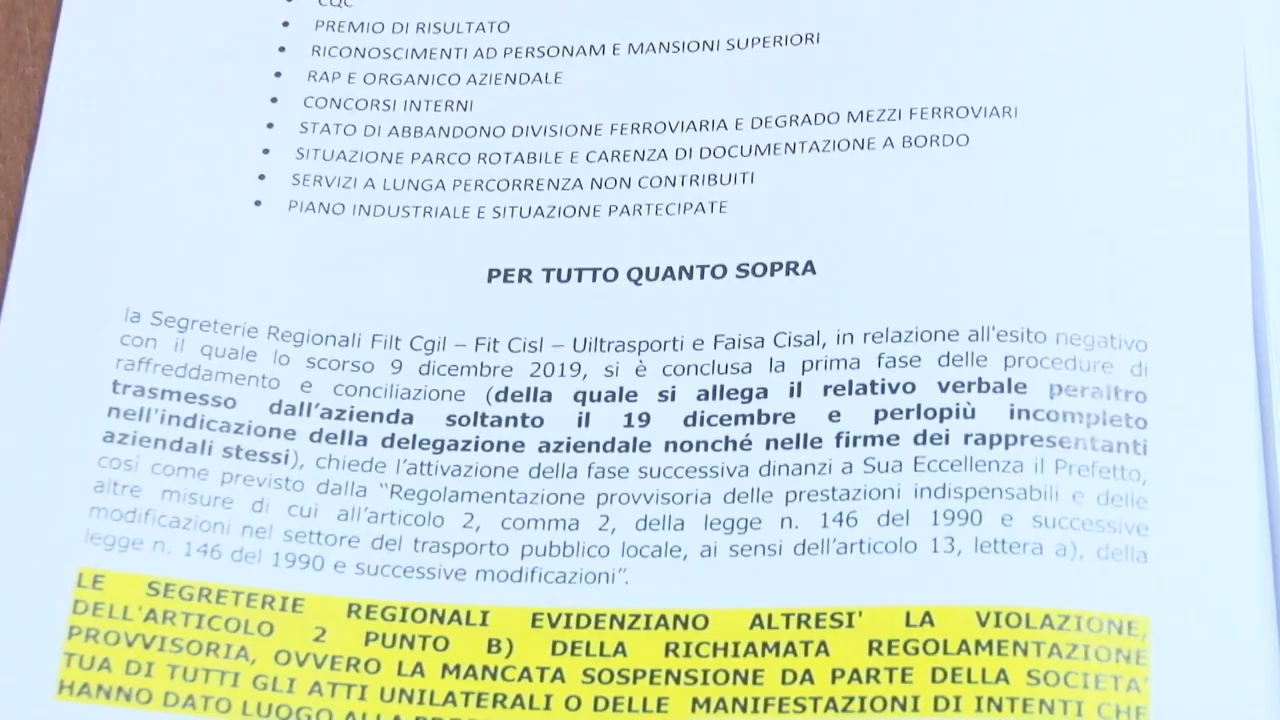 CQC
• PREMIO DI RISULTATO
• RICONOSCIMENTI AD PERSONAM E MANSIONI SUPERIORI
• RAP E ORGANICO AZIENDALE
• CONCORSI INTERNI
• STATO DI ABBANDONO DIVISIONE FERROVIARIA E DEGRADO MEZZI FERROVIARI
• SITUAZIONE PARCO ROTABILE E CARENZA DI DOCUMENTAZIONE A BORDO
• SERVIZI A LUNGA PERCORRENZA NON CONTRIBUITI
• PIANO INDUSTRIALE E SITUAZIONE PARTECIPATE
PER TUTTO QUANTO SOPRA
la Segreterie Regionali Filt Cgil – Fit Cisl – Uiltrasporti e Faisa Cisal, in relazione all'esito negativo
con il quale lo scorso 9 dicembre 2019, si è conclusa la prima fase delle procedure di
raffreddamento e conciliazione (della quale si allega il relativo verbale peraltro
trasmesso dall'azienda soltanto il 19 dicembre e perlopiù incompleto
nell'indicazione della delegazione aziendale nonché nelle firme dei rappresentanti
aziendali stessi), chiede l'attivazione della fase successiva dinanzi a Sua Eccellenza il Prefetto,
così come previsto dalla "Regolamentazione provvisoria delle prestazioni indispensabili e delle
altre misure di cui all'articolo 2, comma 2, della legge n. 146 del 1990 e successive
modificazioni nel settore del trasporto pubblico locale, ai sensi dell'articolo 13, lettera a), della
legge n. 146 del 1990 e successive modificazioni".
LE SEGRETERIE REGIONALI EVIDENZIANO ALTRESI' LA VIOLAZIONE,
DELL'ARTICOLO 2 PUNTO B) DELLA RICHIAMATA REGOLAMENTAZIONE
PROVVISORIA, OVVERO LA MANCATA SOSPENSIONE DA PARTE DELLA SOCIETA'
TUA DI TUTTI GLI ATTI UNILATERALI O DELLE MANIFESTAZIONI DI INTENTI CHE
HANNO DATO LUOGO ALLA